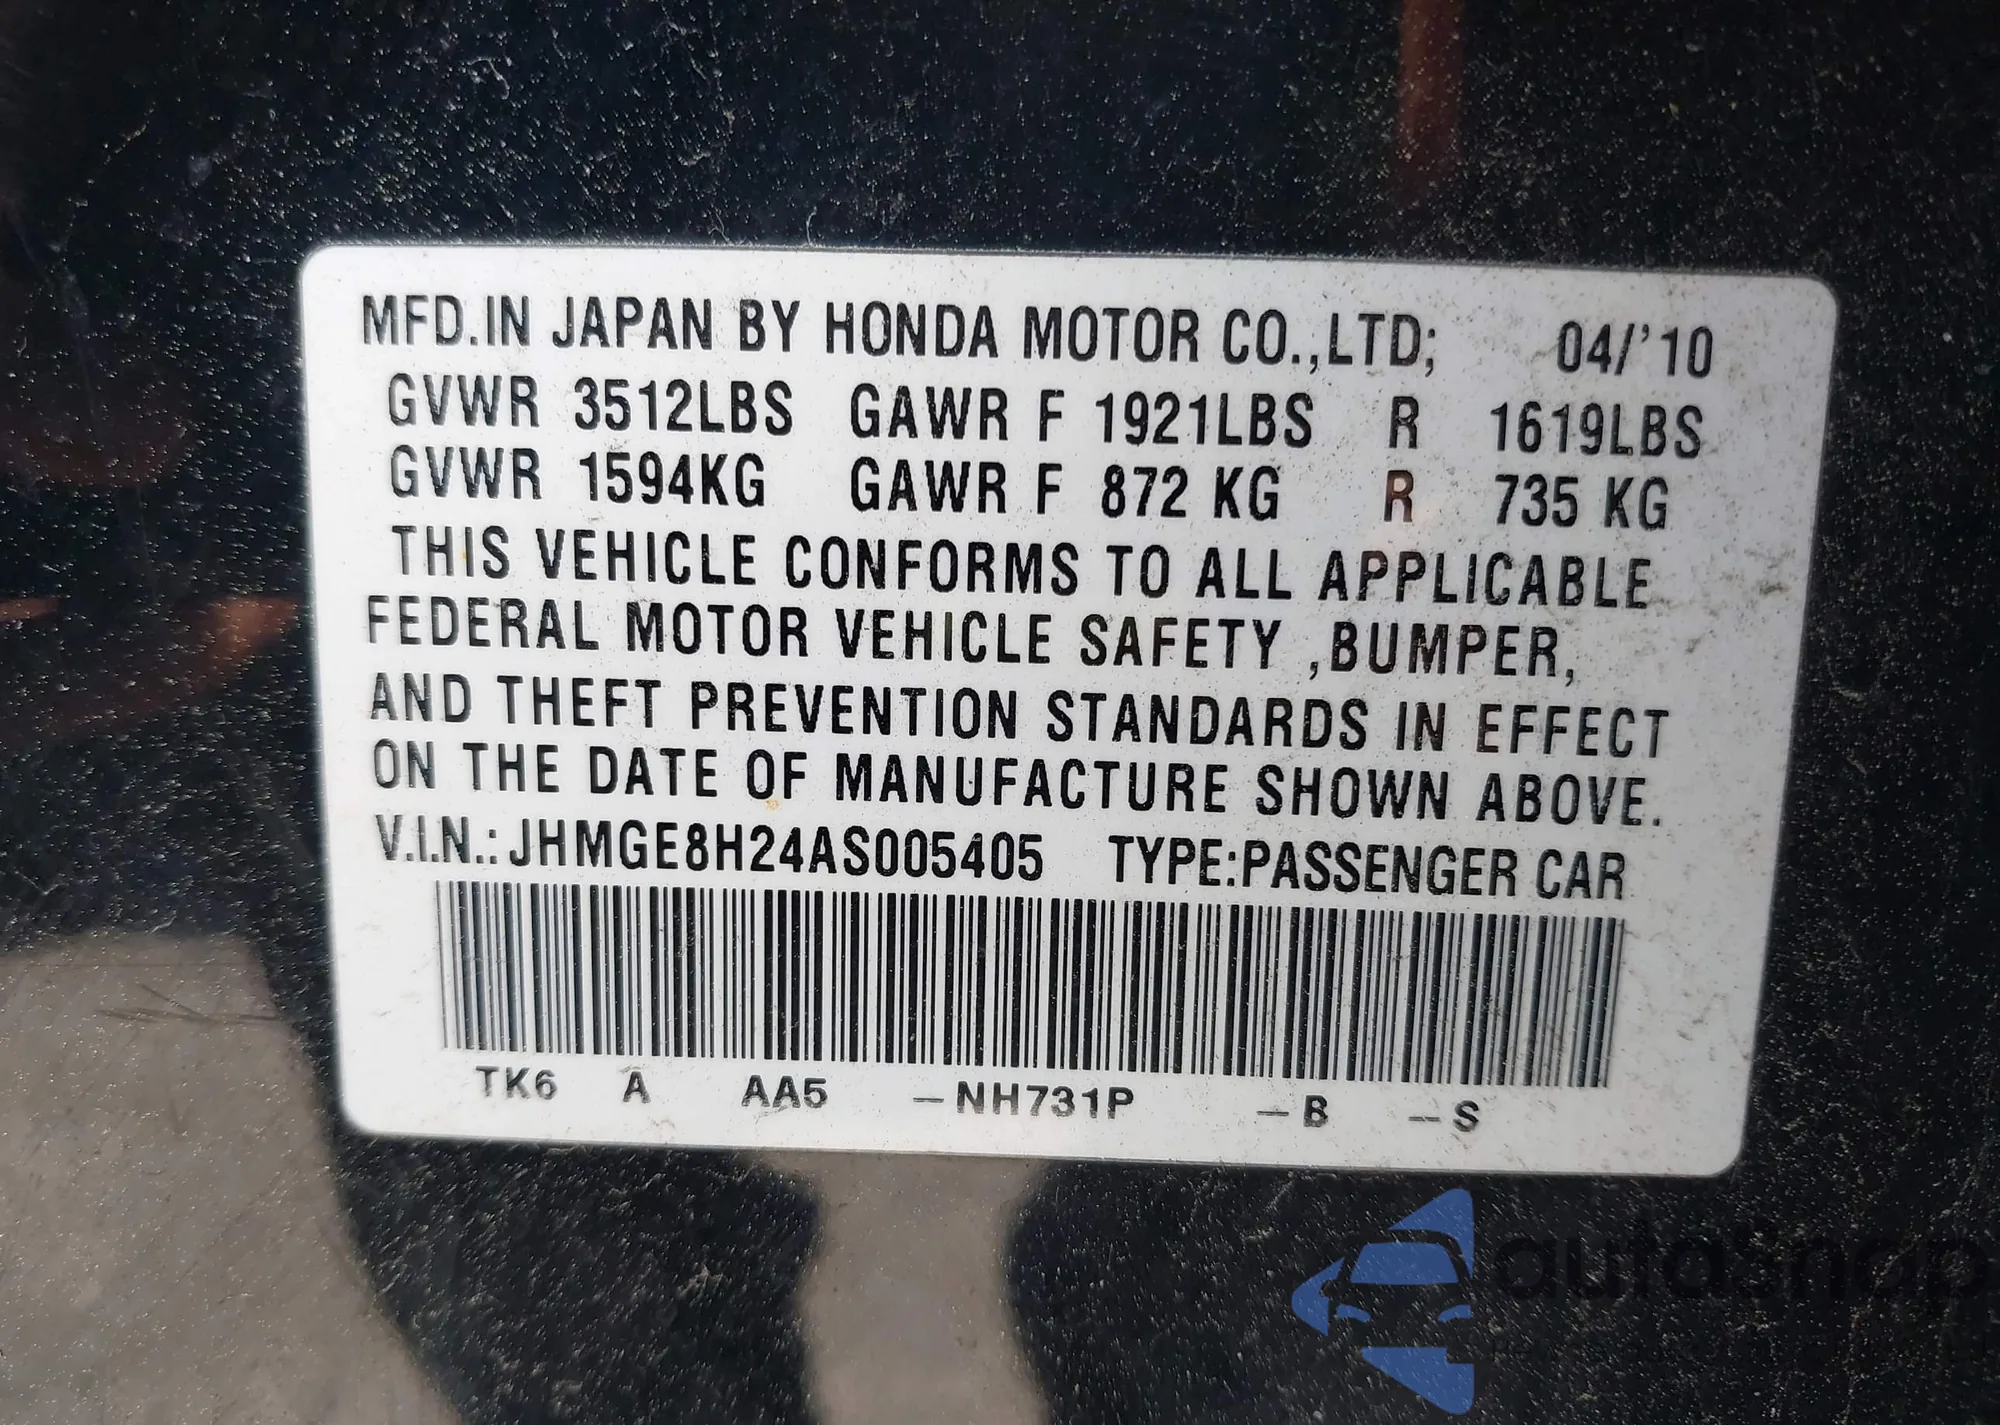 MFD.IN JAPAN BY HONDA MOTOR CO.,LTD; 04/'10
GVWR 3512LBS GAWR F 1921LBS R 1619LBS
GVWR 1594KG GAWR F 872 KG R 735 KG
THIS VEHICLE CONFORMS TO ALL APPLICABLE
FEDERAL MOTOR VEHICLE SAFETY ,BUMPER,
AND THEFT PREVENTION STANDARDS IN EFFECT
ON THE DATE OF MANUFACTURE SHOWN ABOVE.
V.I.N.: JHMGE8H24AS005405 TYPE:PASSENGER CAR
TK6 A AA5 –NH731P –B –S
autosnap